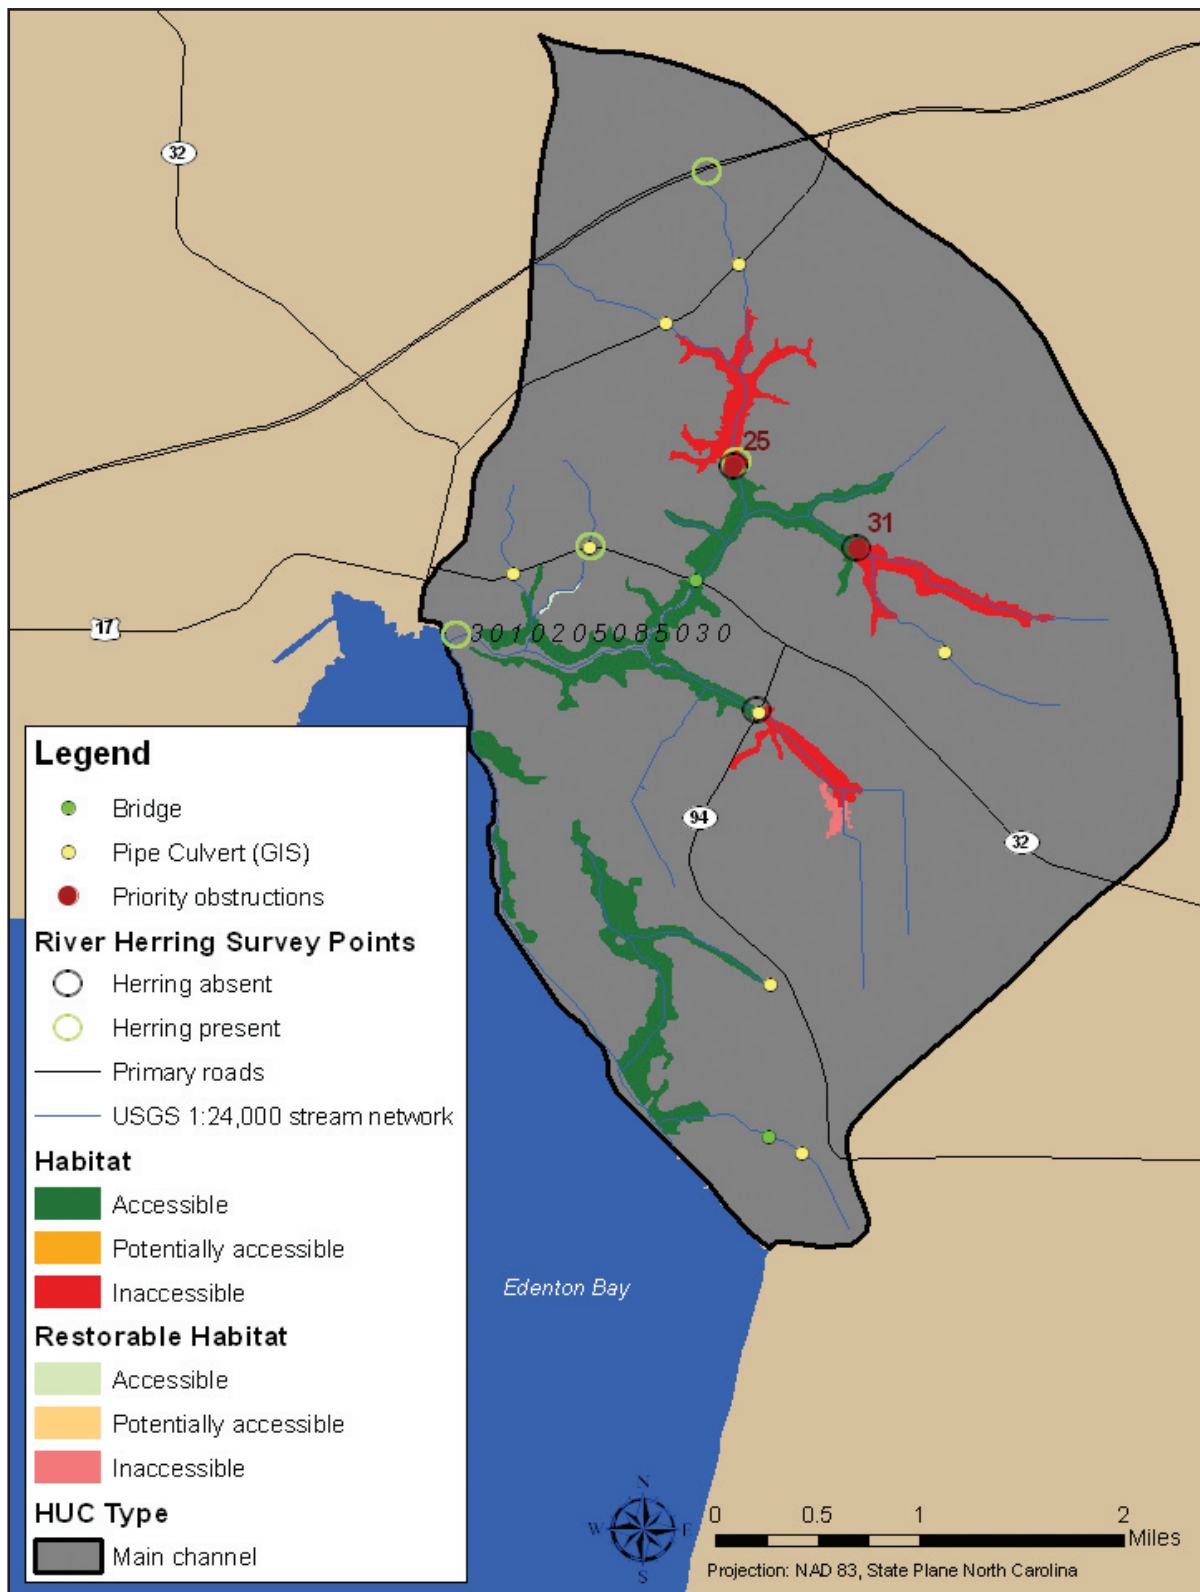 32
25
31
17
3010205085030
94
32
Legend
Bridge
Pipe Culvert (GIS)
Priority obstructions
River Herring Survey Points
Herring absent
Herring present
Primary roads
USGS 1:24,000 stream network
Habitat
Accessible
Potentially accessible
Inaccessible
Restorable Habitat
Accessible
Potentially accessible
Inaccessible
HUC Type
Main channel
Edenton Bay
N
W E
S
0 0.5 1 2
Miles
Projection: NAD 83, State Plane North Carolina